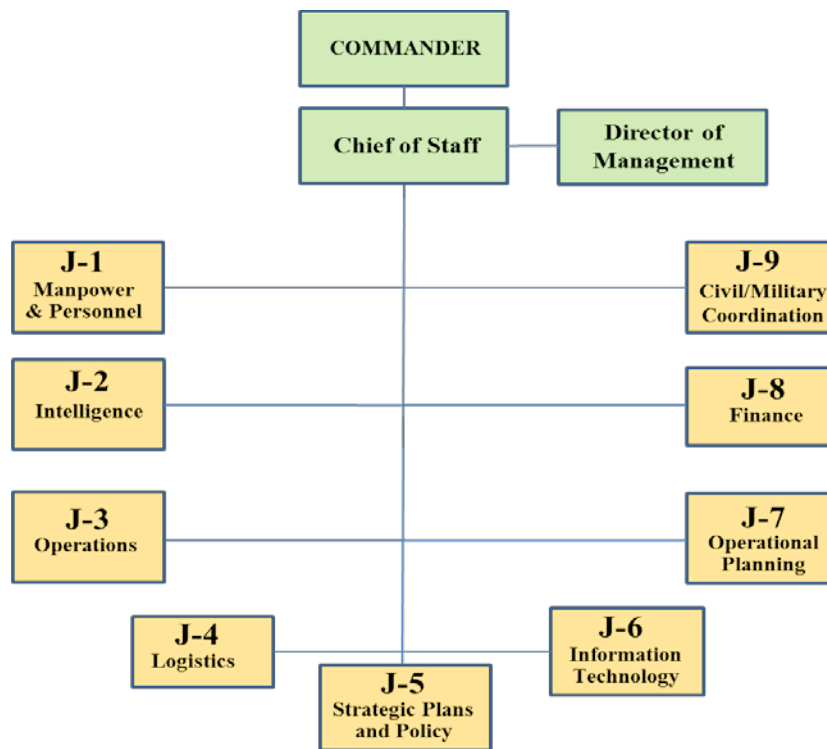 COMMANDER
Chief of Staff
Director of
Management
J-1
Manpower
& Personnel
J-9
Civil/Military
Coordination
J-2
Intelligence
J-8
Finance
J-3
Operations
J-7
Operational
Planning
J-4
Logistics
J-6
Information
Technology
J-5
Strategic Plans
and Policy